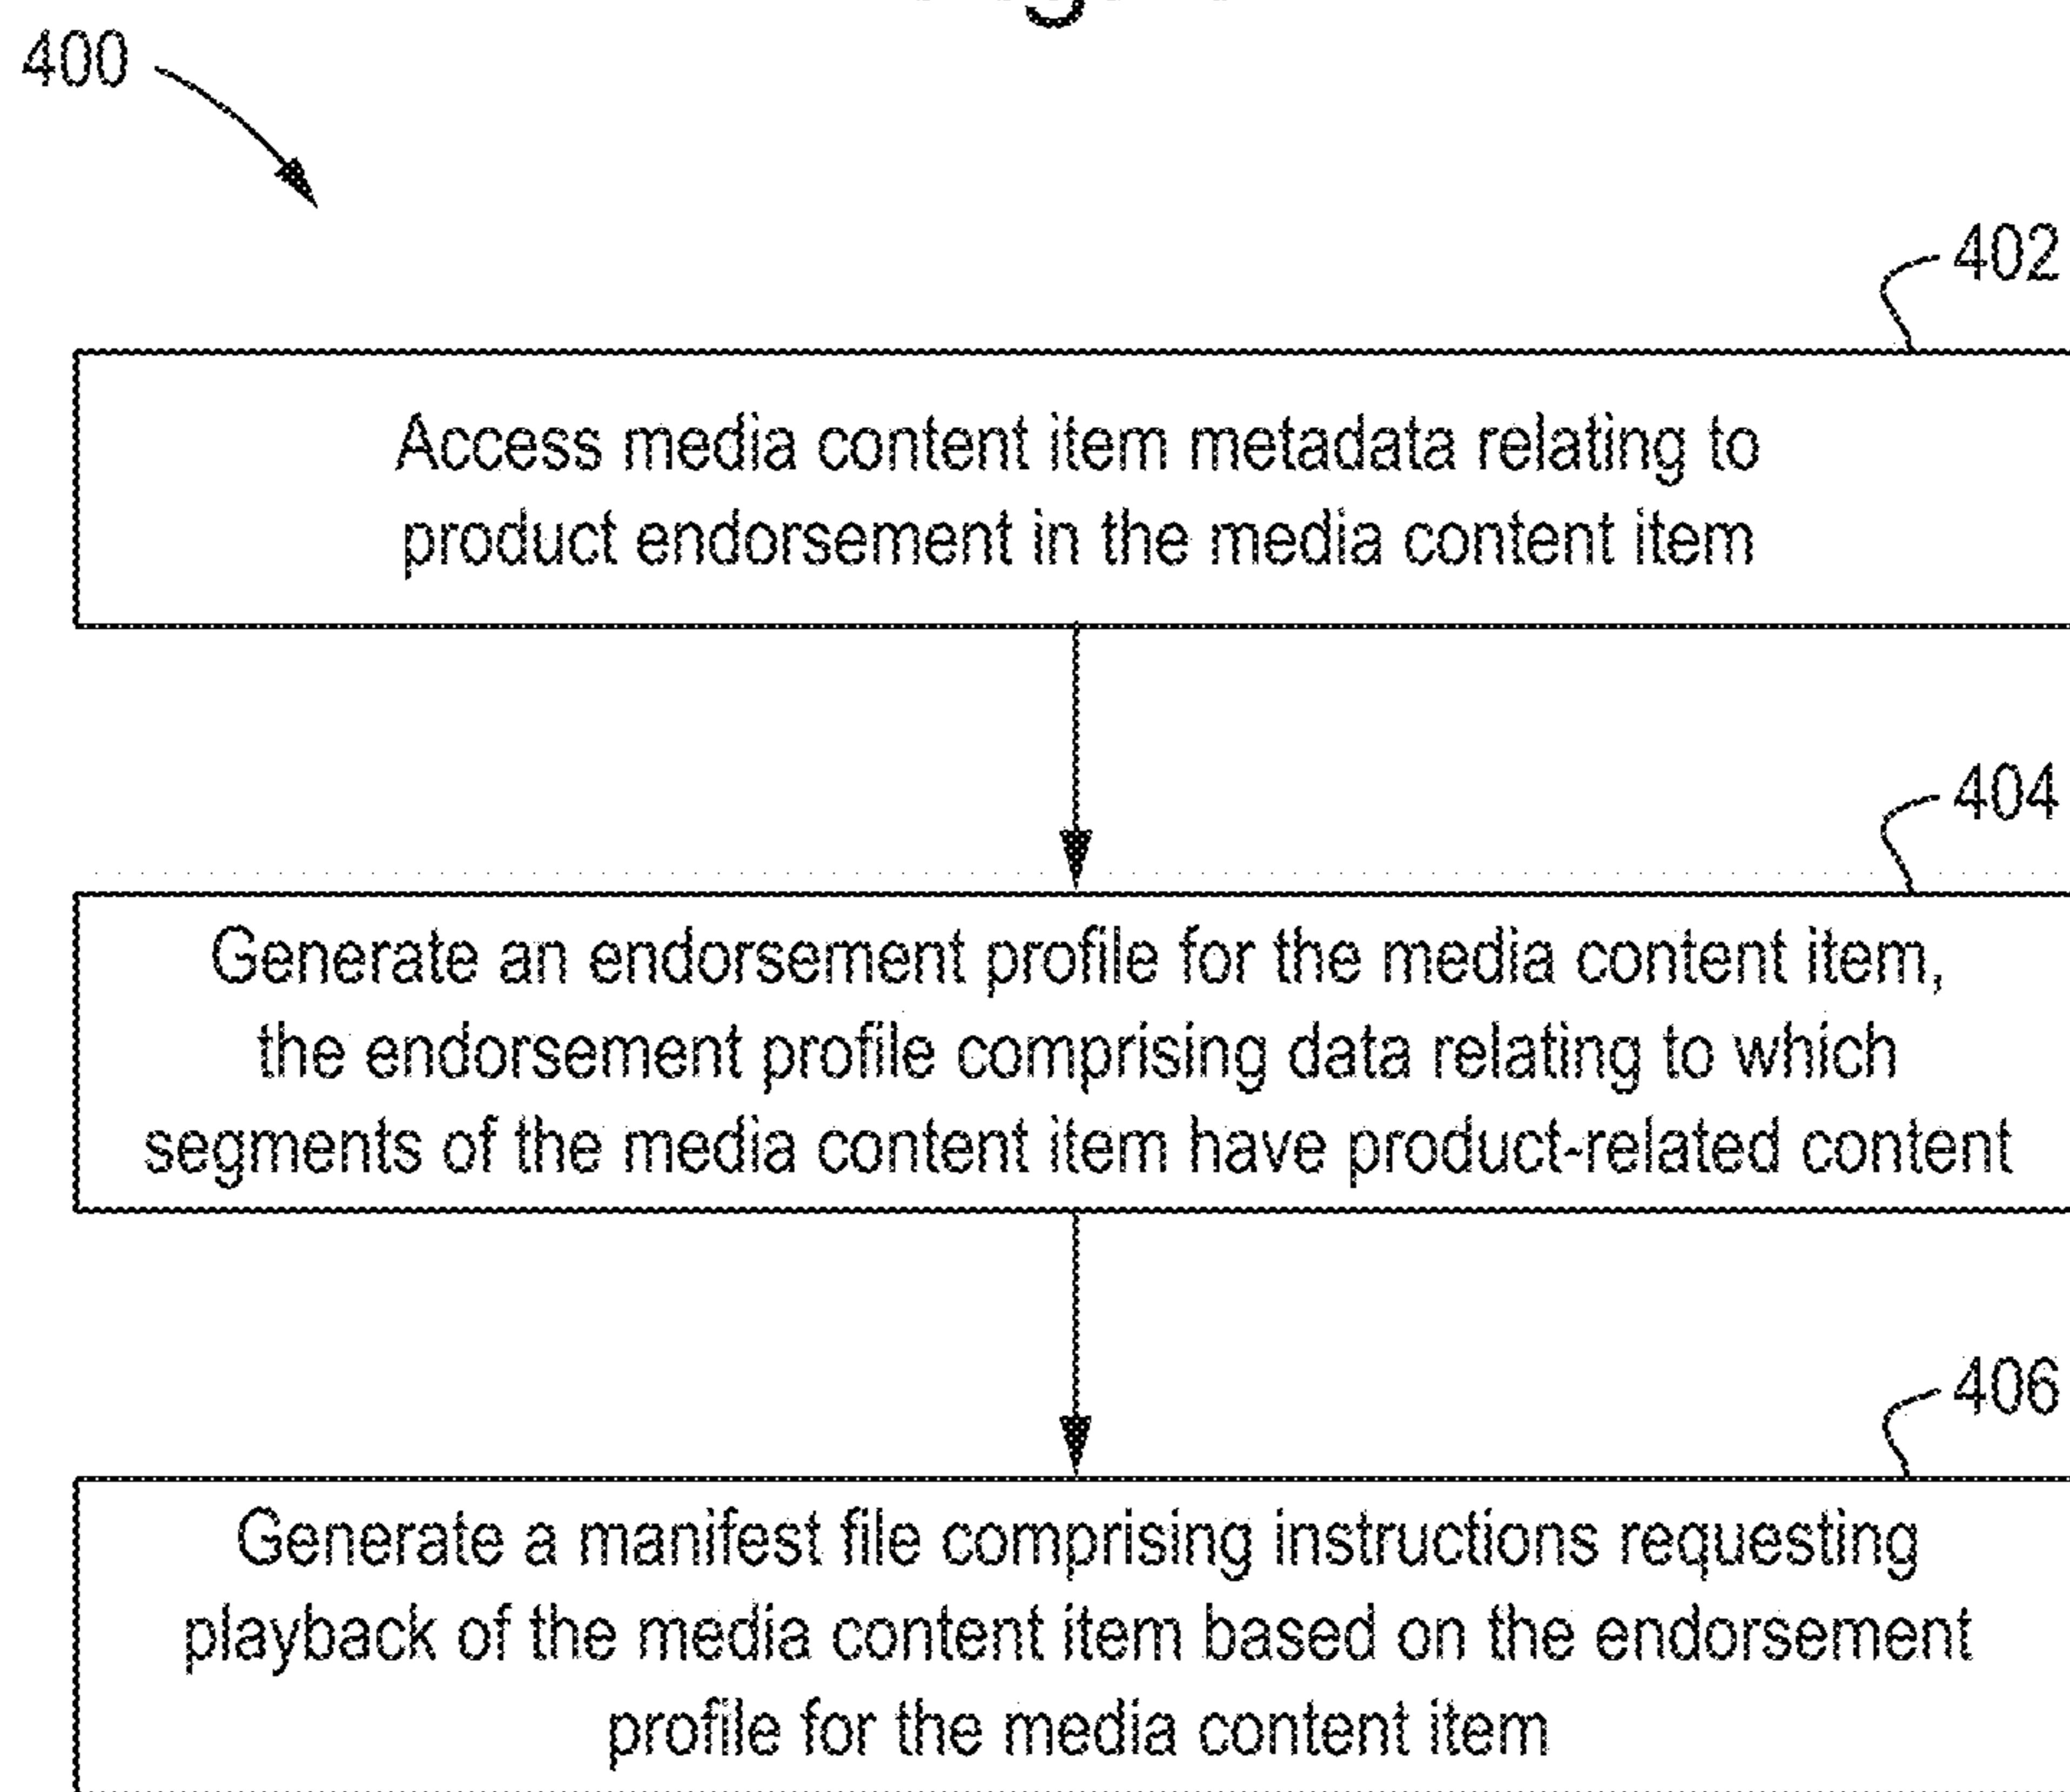 400
402
Access media content item metadata relating to
product endorsement in the media content item
404
Generate an endorsement profile for the media content item,
the endorsement profile comprising data relating to which
segments of the media content item have product-related content
406
Generate a manifest file comprising instructions requesting
playback of the media content item based on the endorsement
profile for the media content item